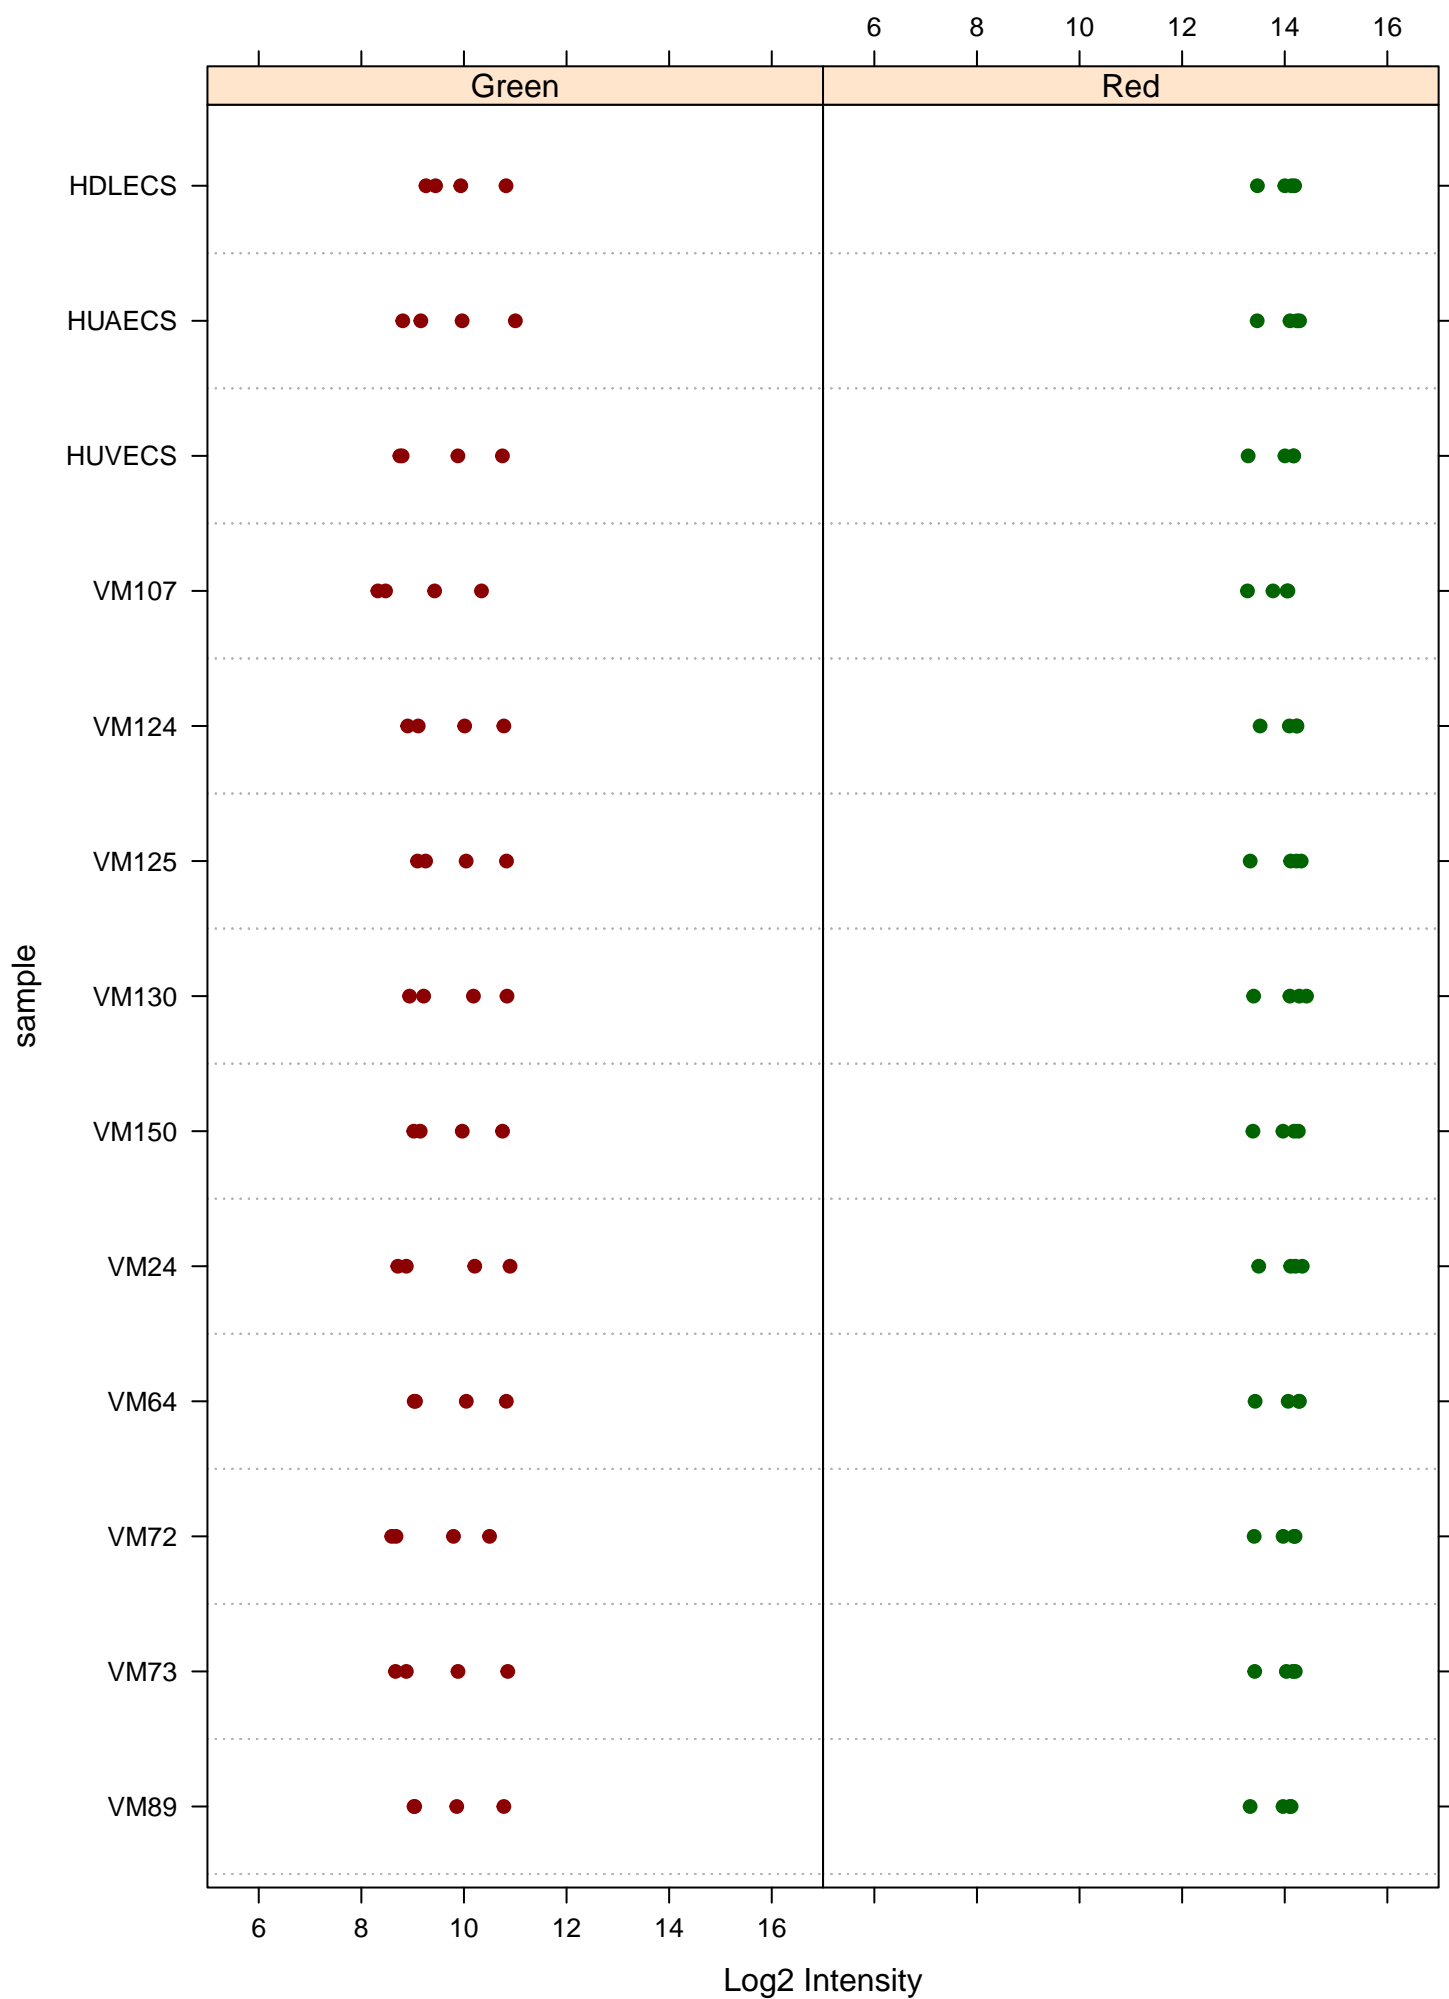 6 8 10 12 14 16
Green Red
HDLECS
HUAECS
HUVECS
VM107
VM124
VM125
VM130
VM150
VM24
VM64
VM72
VM73
VM89
sample
6 8 10 12 14 16
Log2 Intensity